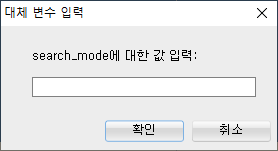 대체 변수 입력
search_mode에 대한 값 입력:
확인
취소